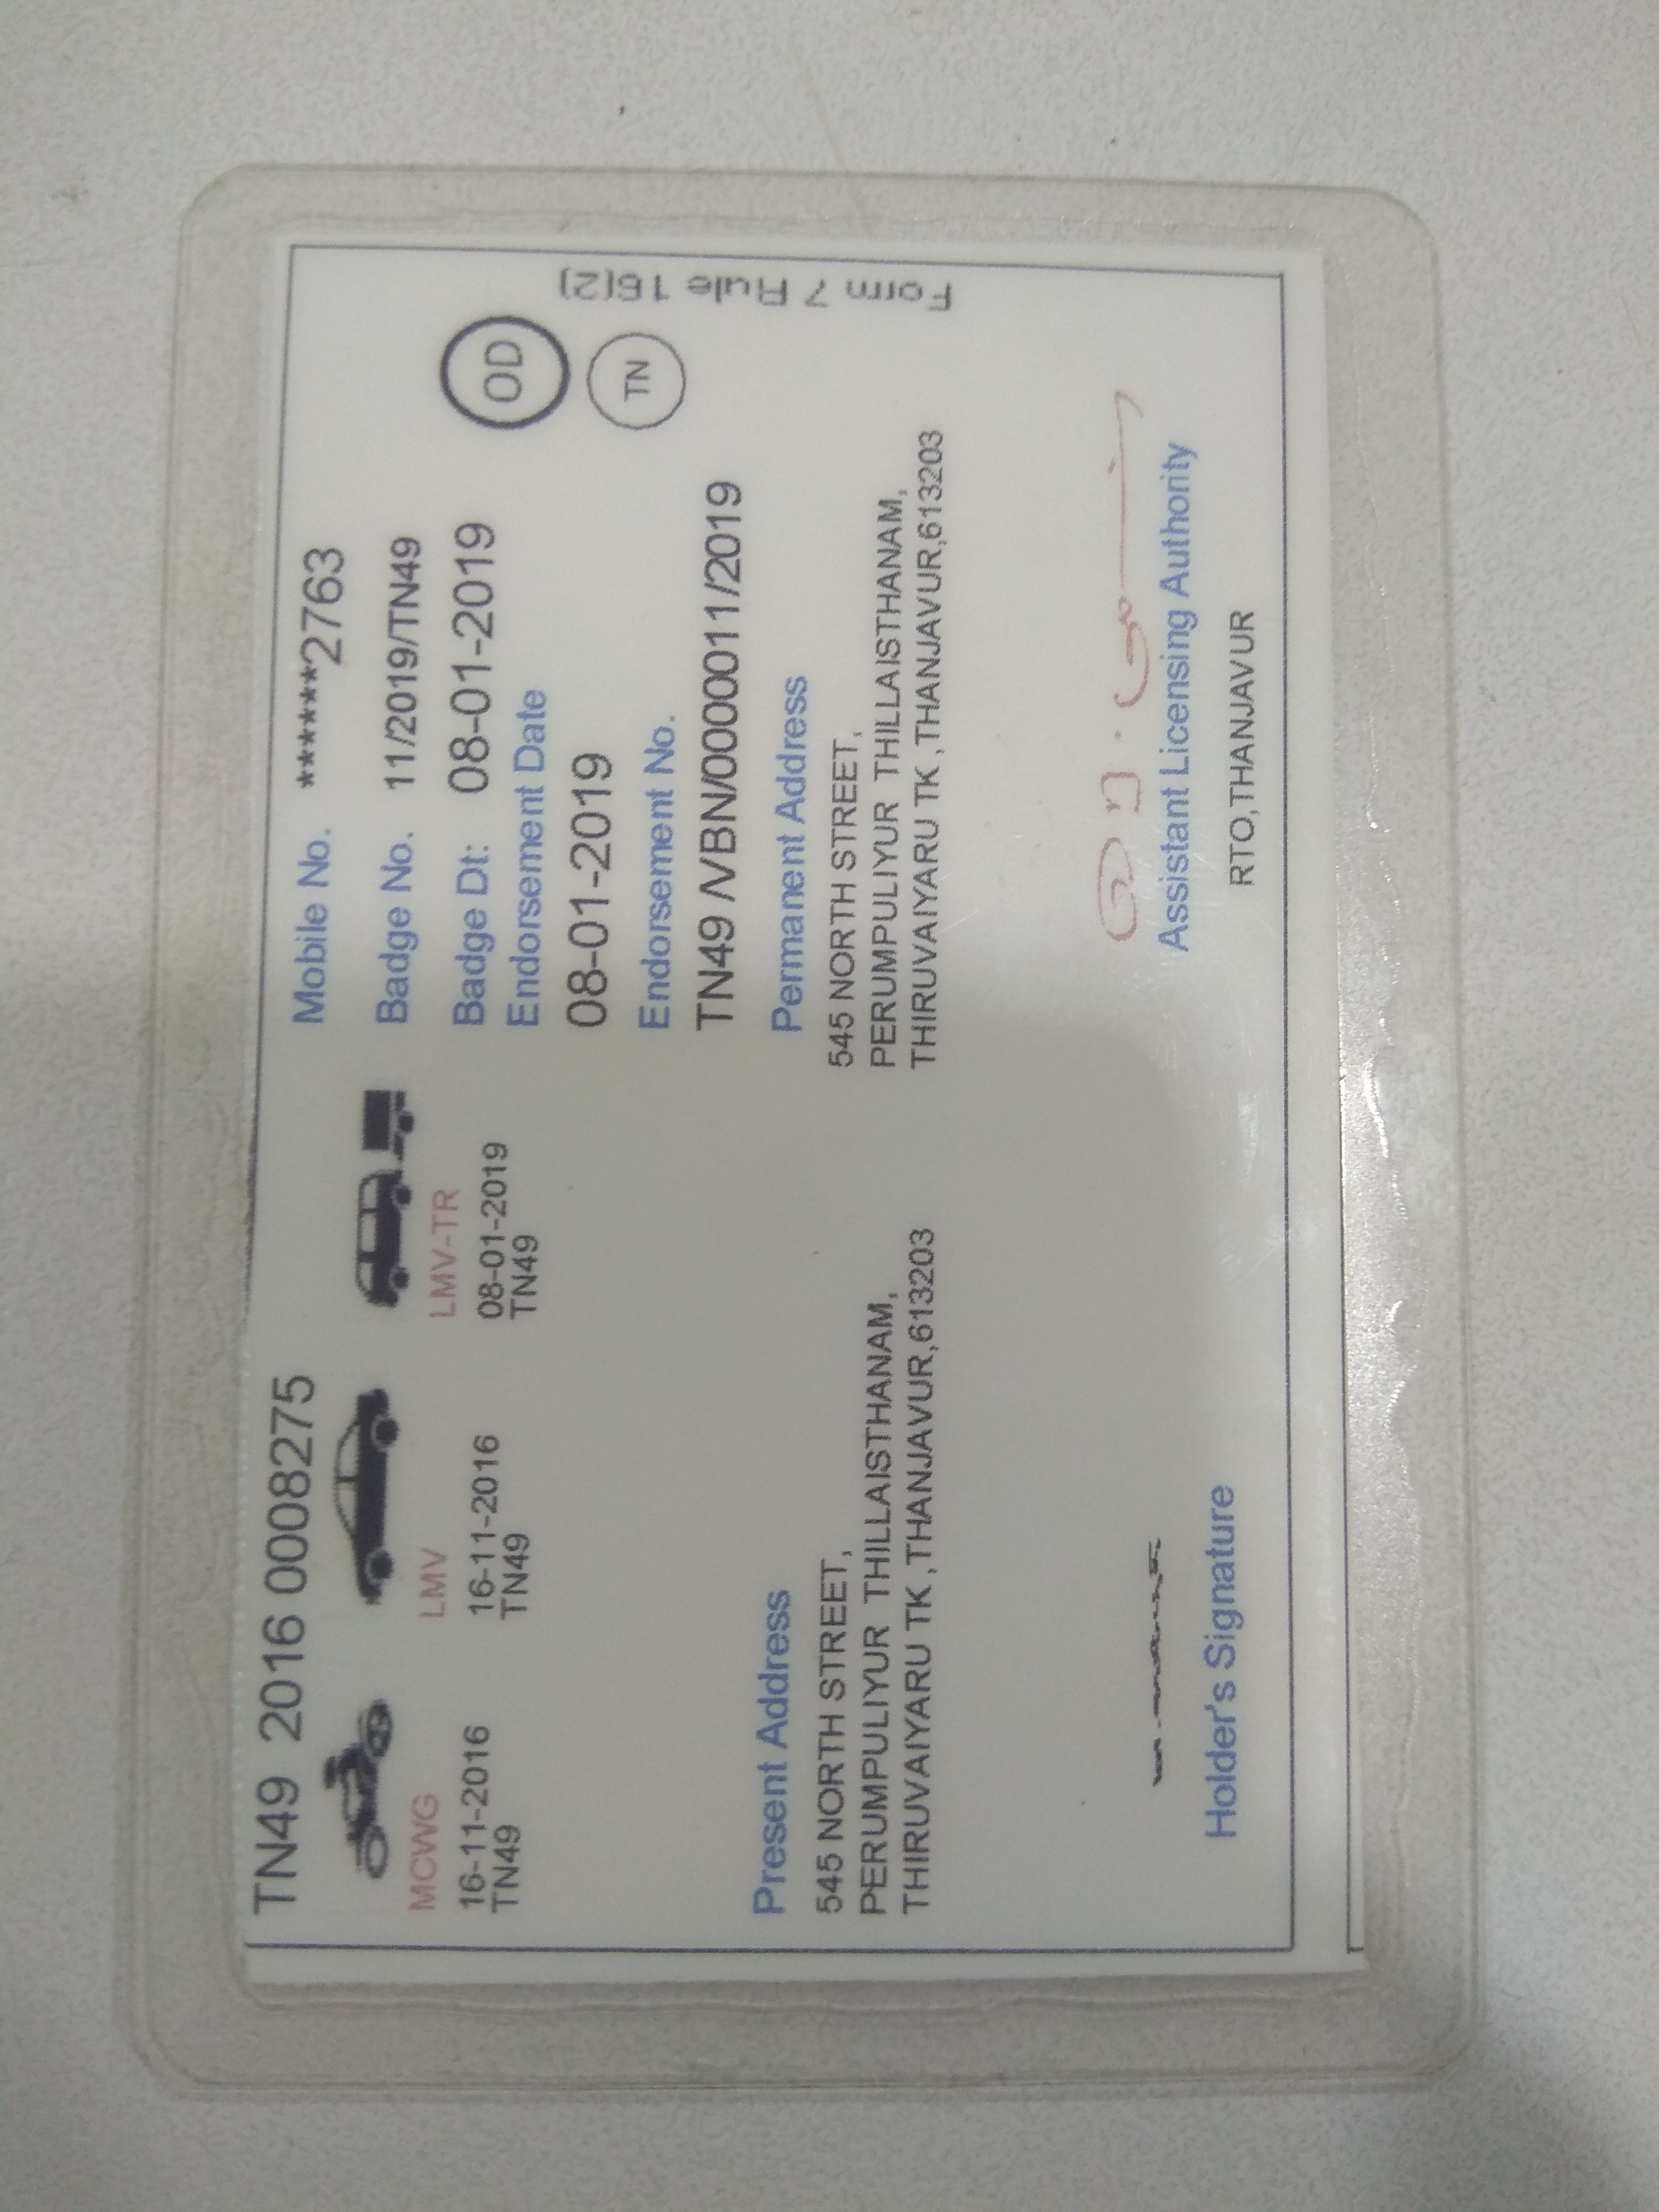 TN49 2016 0008275
MCWG
16-11-2016
TN49
LMV
16-11-2016
TN49
LMV-TR
08-01-2019
TN49
Mobile No. ******2763
Badge No. 11/2019/TN49
Badge Dt: 08-01-2019
Endorsement Date
08-01-2019
Endorsement No.
TN49 /VBN/0000011/2019
OD
TN
Form 7 Rule 16(2)
Present Address
545 NORTH STREET,
PERUMPULIYUR THILLAISTHANAM,
THIRUVAIYARU TK ,THANJAVUR,613203
Permanent Address
545 NORTH STREET,
PERUMPULIYUR THILLAISTHANAM,
THIRUVAIYARU TK ,THANJAVUR,613203
Holder's Signature
Assistant Licensing Authority
RTO,THANJAVUR